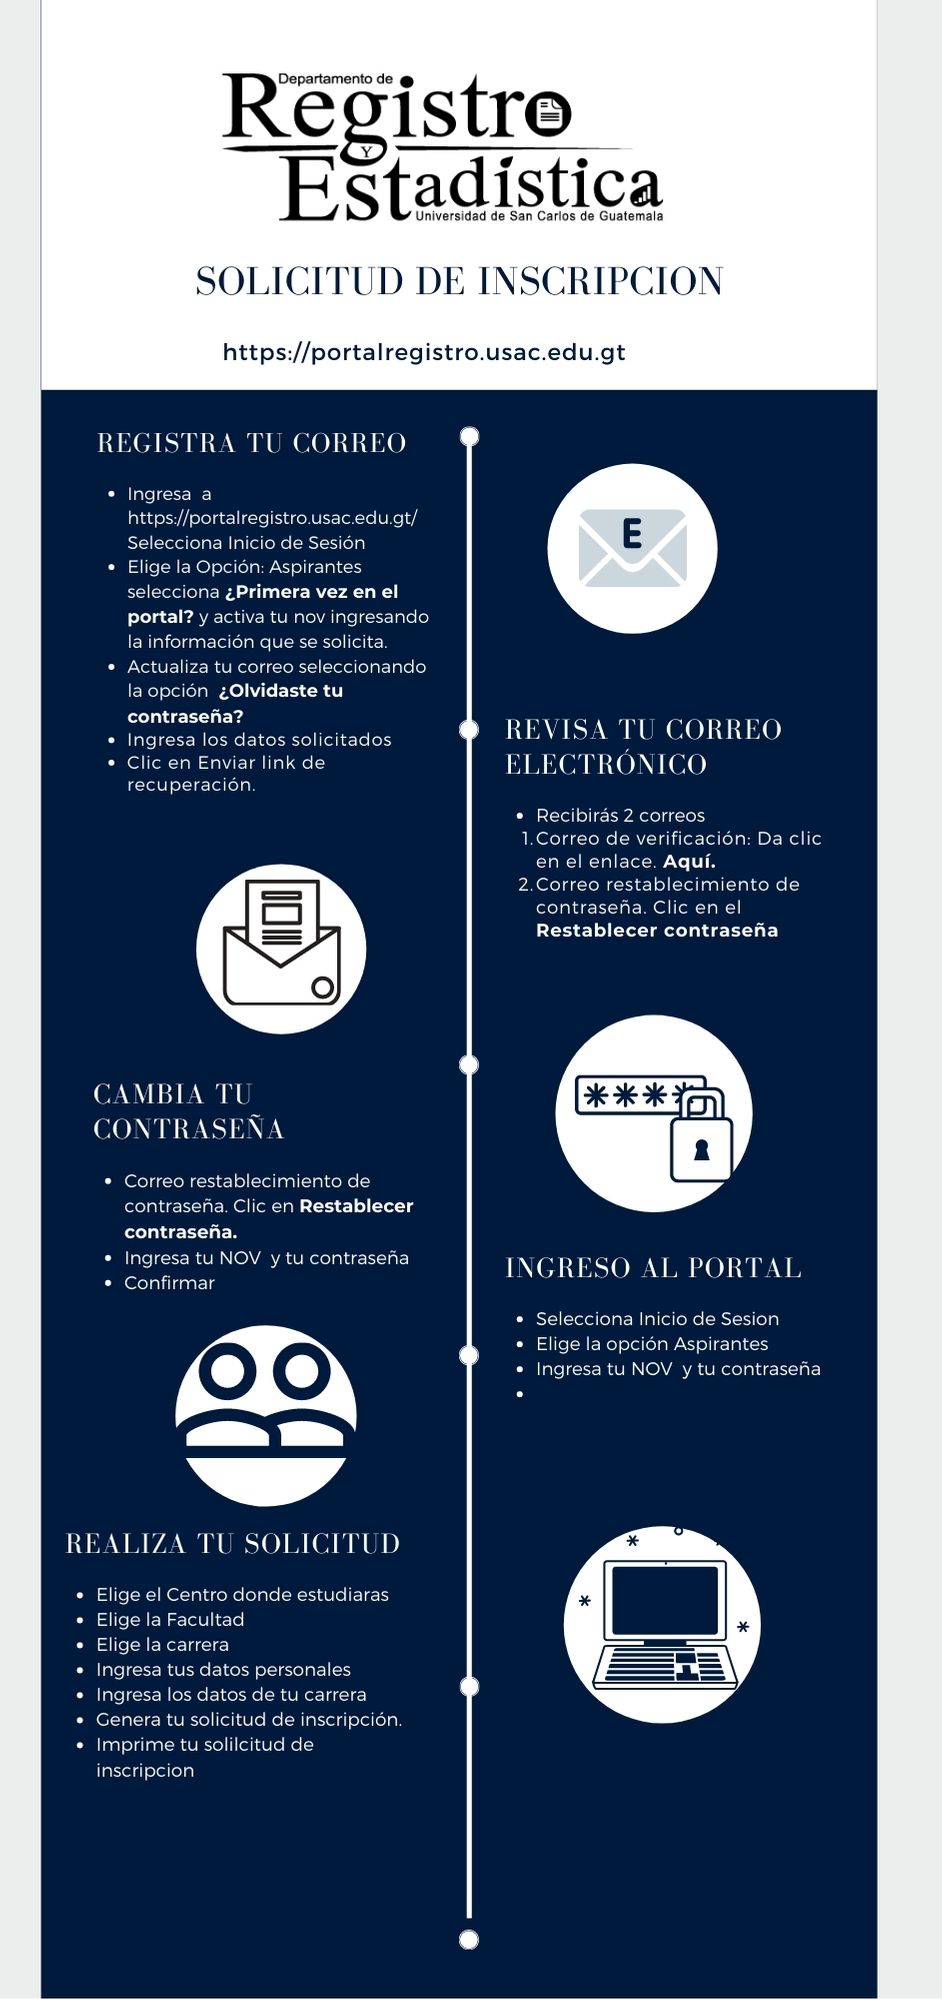 Departamento de
Registro
Y
Estadística
Universidad de San Carlos de Guatemala
SOLICITUD DE INSCRIPCION
https://portalregistro.usac.edu.gt
REGISTRA TU CORREO
• Ingresa a
https://portalregistro.usac.edu.gt/
Selecciona Inicio de Sesión
• Elige la Opción: Aspirantes
selecciona ¿Primera vez en el
portal? y activa tu nov ingresando
la información que se solicita.
• Actualiza tu correo seleccionando
la opción ¿Olvidaste tu
contraseña?
• Ingresa los datos solicitados
• Clic en Enviar link de
recuperación.
E
REVISA TU CORREO
ELECTRÓNICO
• Recibirás 2 correos
1. Correo de verificación: Da clic
en el enlace. Aquí.
2. Correo restablecimiento de
contraseña. Clic en el
Restablecer contraseña
CAMBIA TU
CONTRASEÑA
• Correo restablecimiento de
contraseña. Clic en Restablecer
contraseña.
• Ingresa tu NOV y tu contraseña
• Confirmar
INGRESO AL PORTAL
• Selecciona Inicio de Sesion
• Elige la opción Aspirantes
• Ingresa tu NOV y tu contraseña
•
REALIZA TU SOLICITUD
• Elige el Centro donde estudiaras
• Elige la Facultad
• Elige la carrera
• Ingresa tus datos personales
• Ingresa los datos de tu carrera
• Genera tu solicitud de inscripción.
• Imprime tu solilcitud de
inscripcion